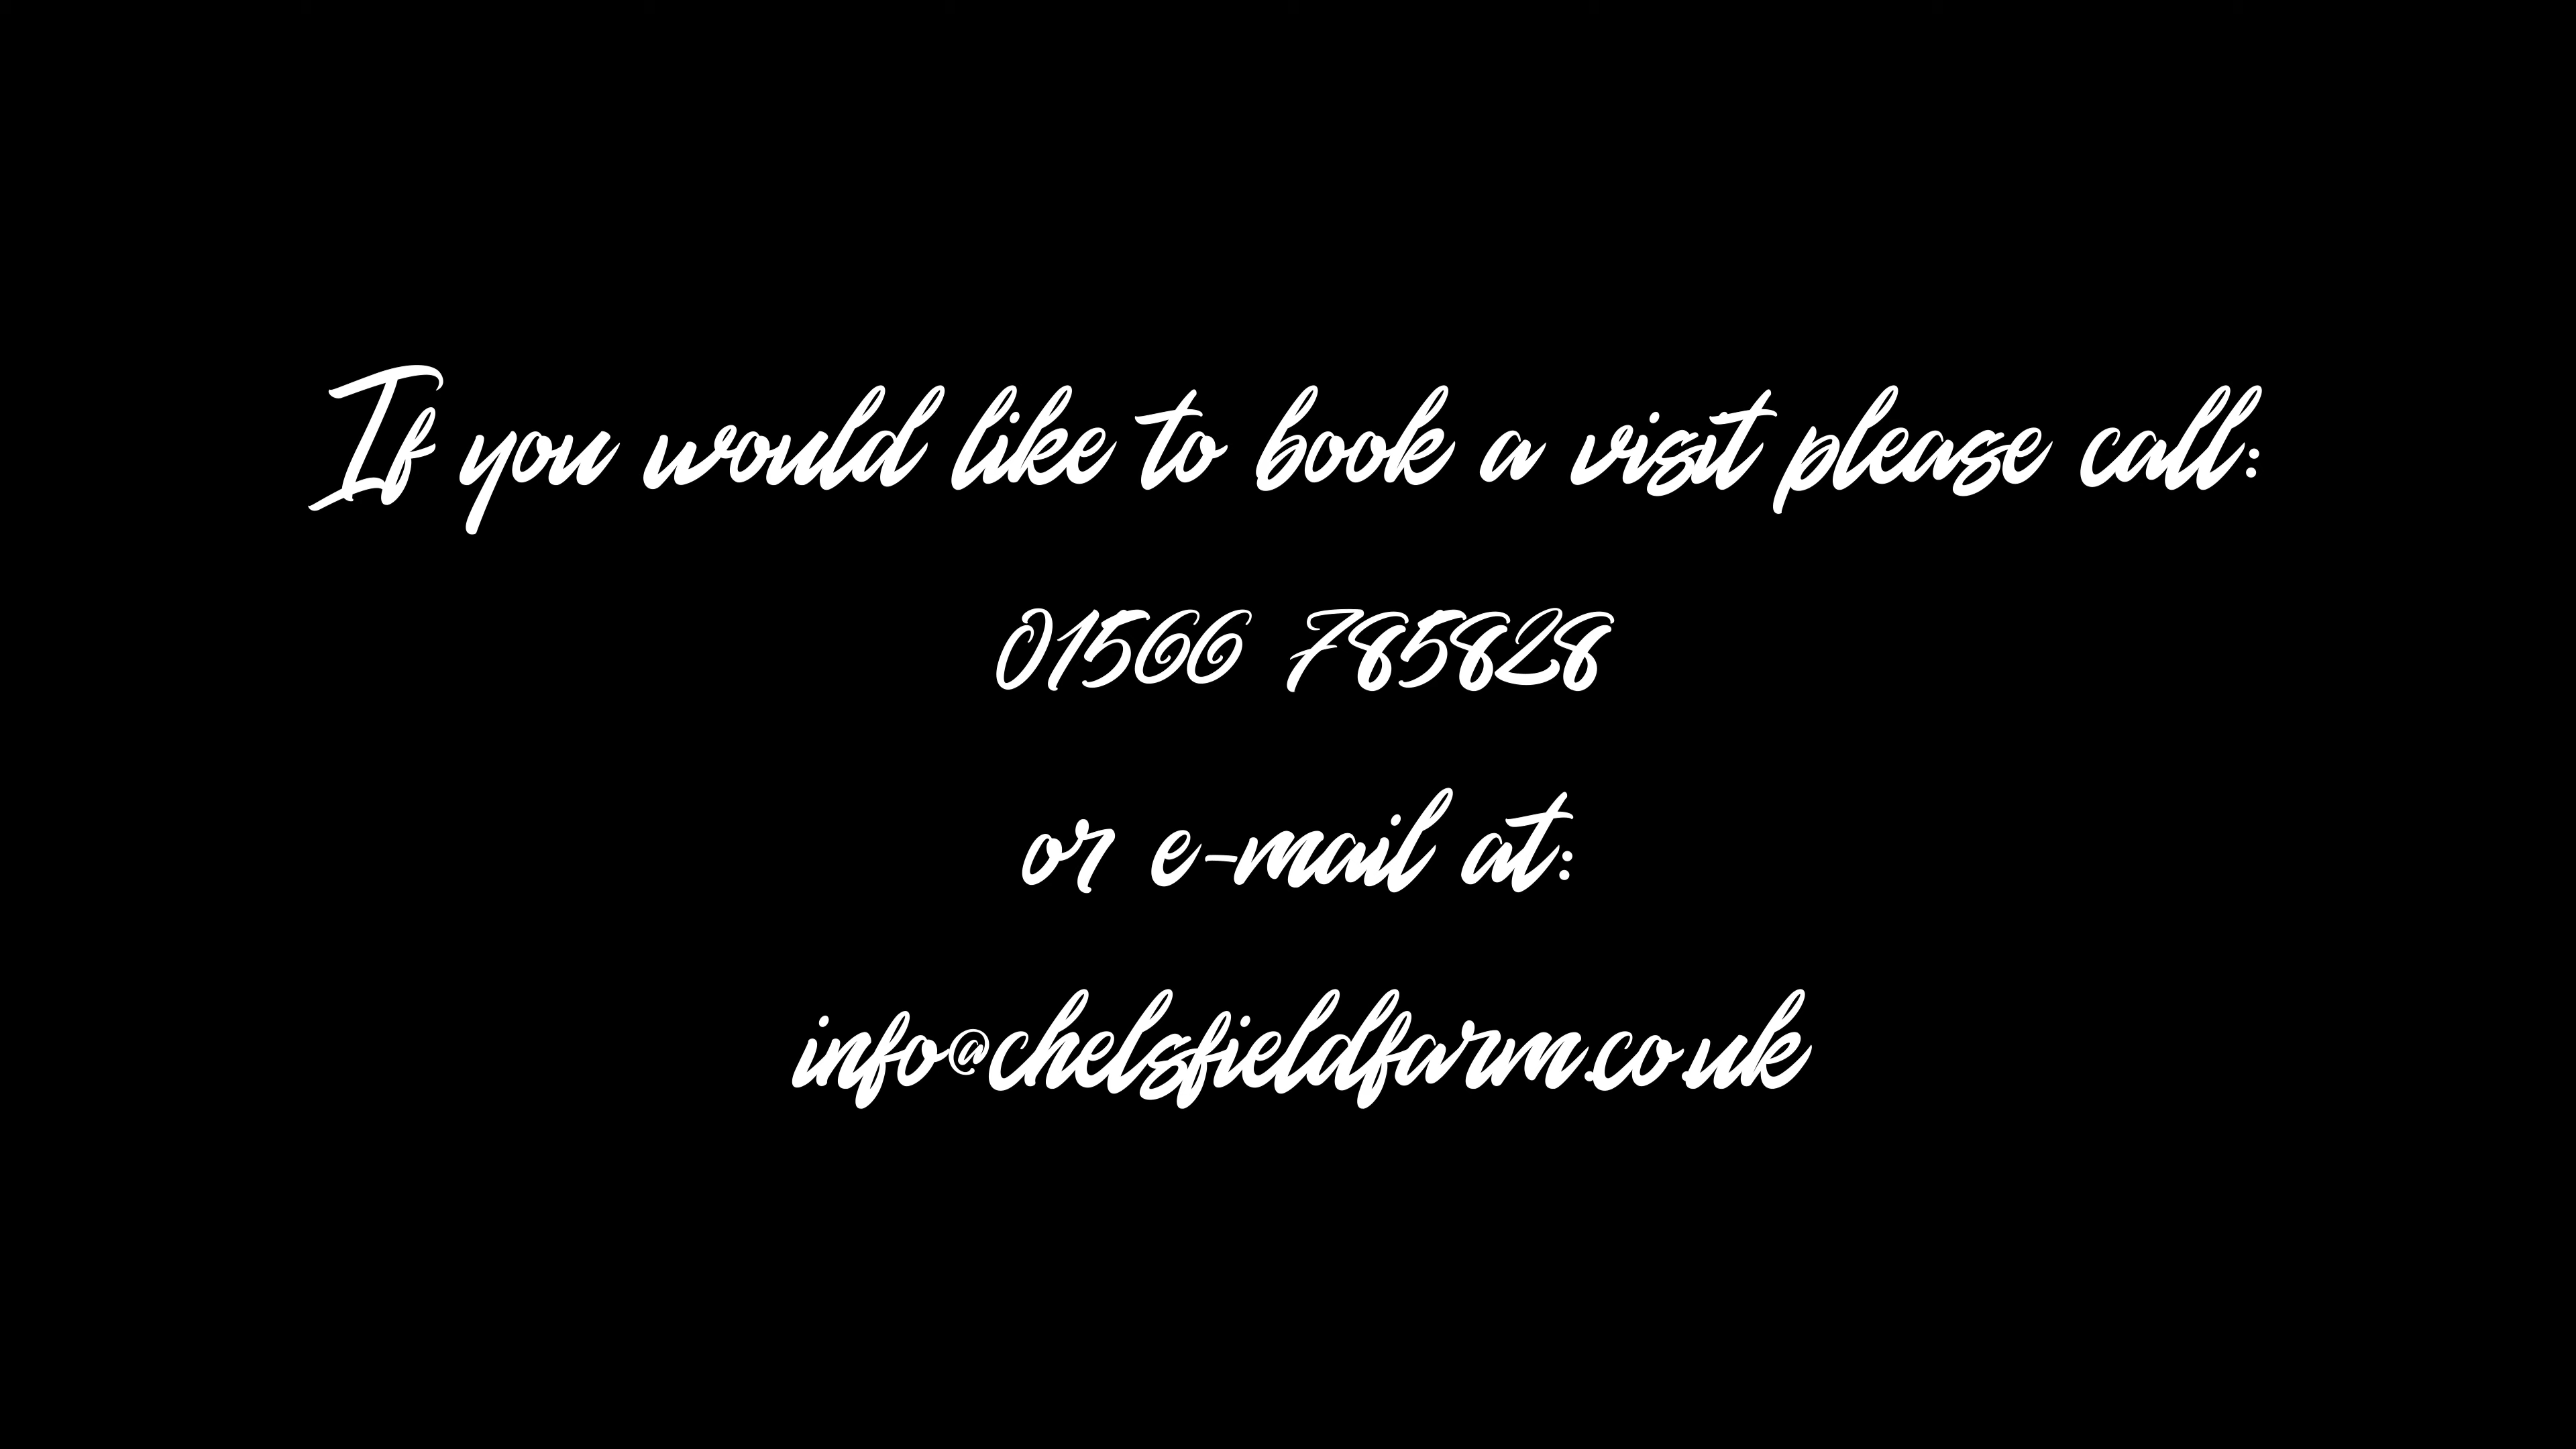 If you would like to book a visit please call:
01566 785828
or e-mail at:
info@chelsfieldfarm.co.uk